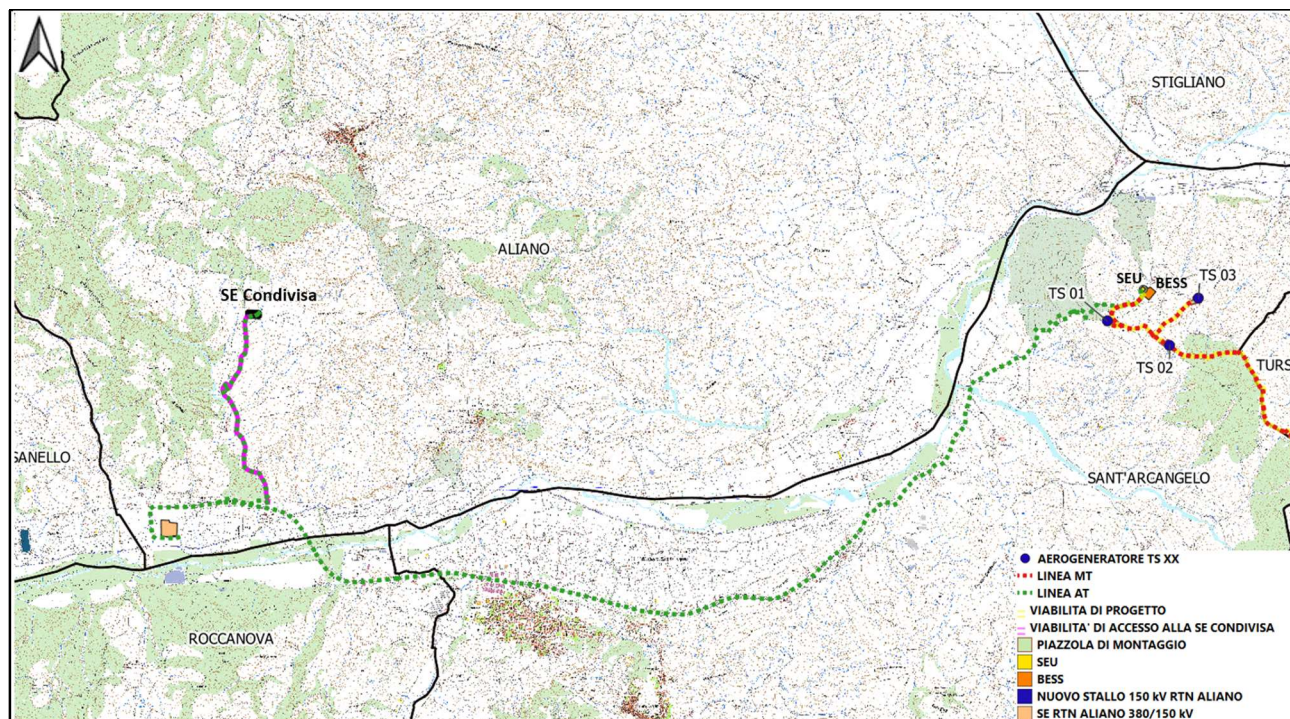 STIGLIANO
ALIANO
SE Condivisa
SEU
BESS
TS 03
TS 01
TS 02
TURS
SANELLO
SANT'ARCANGELO
ROCCANOVA
AEROGENERATORE TS XX
LINEA MT
LINEA AT
VIABILITA DI PROGETTO
VIABILITA' DI ACCESSO ALLA SE CONDIVISA
PIAZZOLA DI MONTAGGIO
SEU
BESS
NUOVO STALLO 150 kV RTN ALIANO
SE RTN ALIANO 380/150 kV